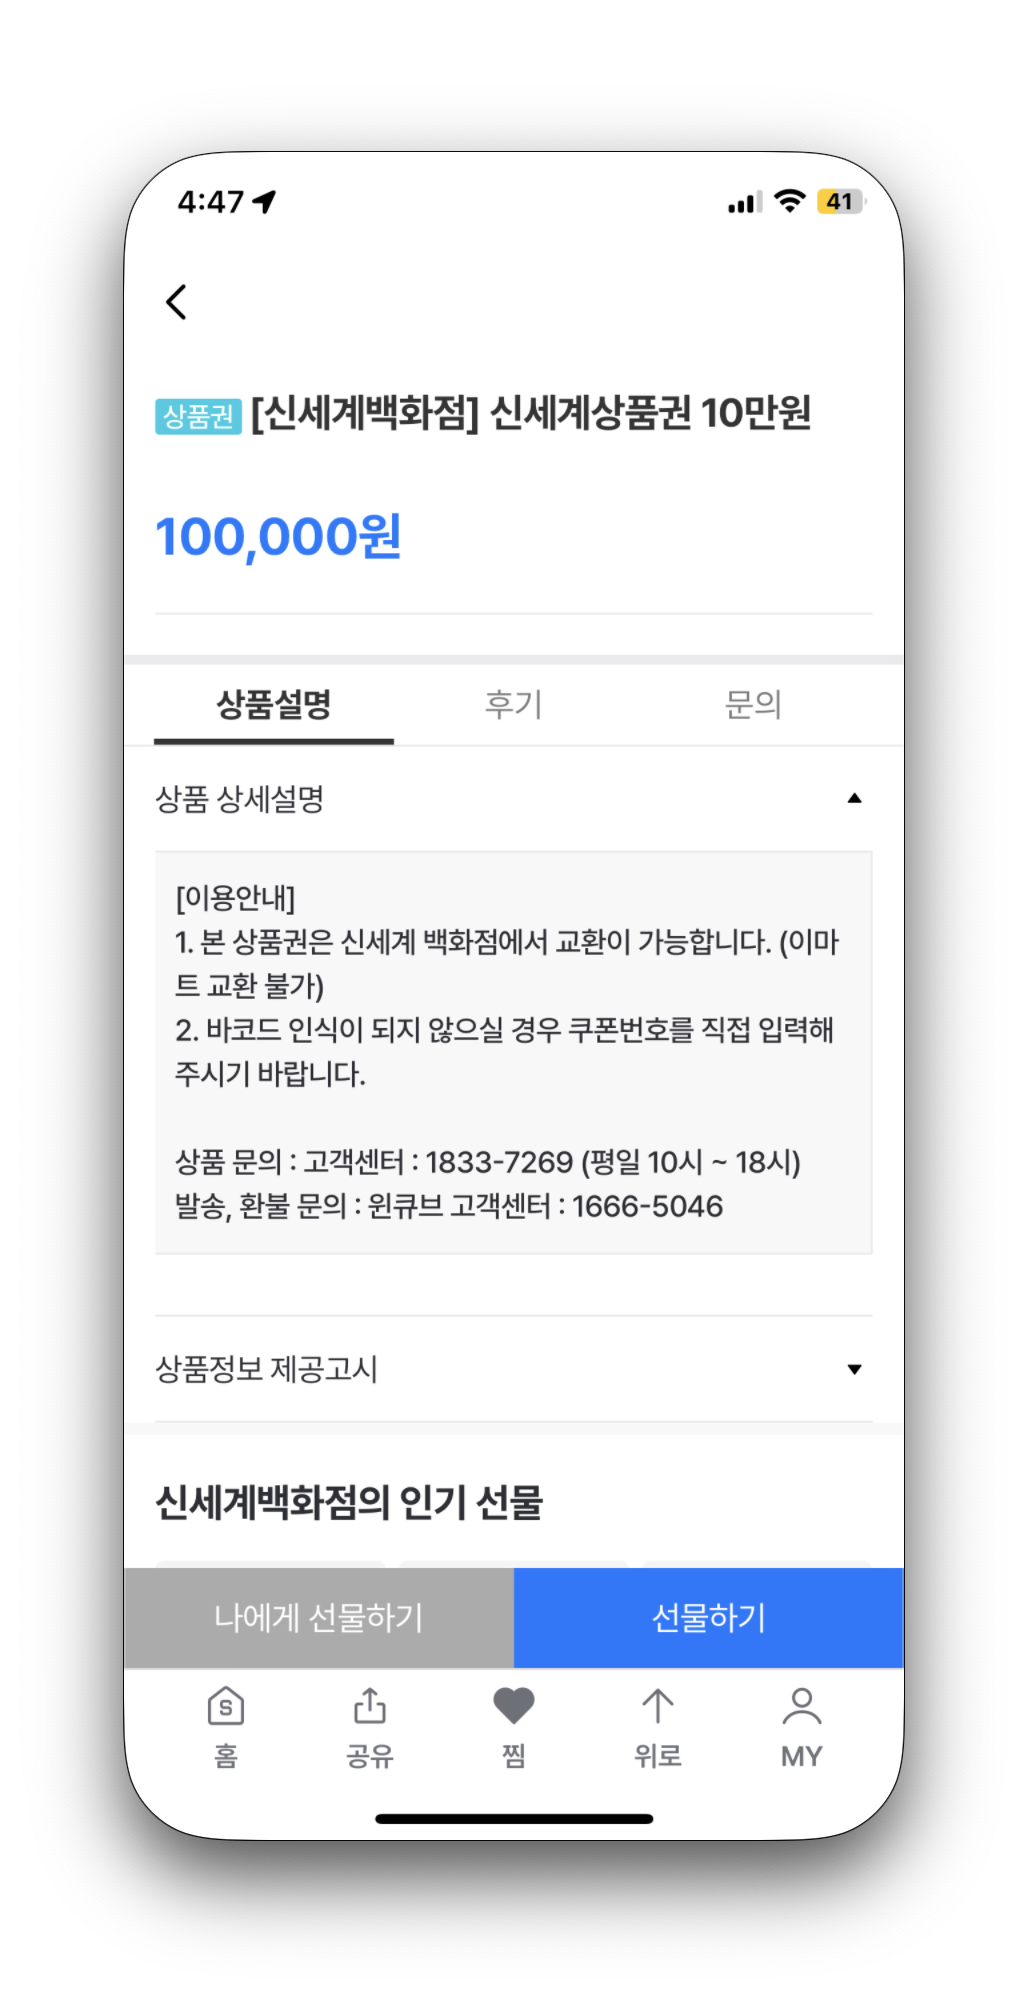 4:47
41
상품권 [신세계백화점] 신세계상품권 10만원
100,000원
상품설명 후기 문의
상품 상세설명
[이용안내]
1. 본 상품권은 신세계 백화점에서 교환이 가능합니다. (이마
트 교환 불가)
2. 바코드 인식이 되지 않으실 경우 쿠폰번호를 직접 입력해
주시기 바랍니다.
상품 문의 : 고객센터 : 1833-7269 (평일 10시 ~ 18시)
발송, 환불 문의 : 윈큐브 고객센터 : 1666-5046
상품정보 제공고시
신세계백화점의 인기 선물
나에게 선물하기 선물하기
S
홈 공유 찜 위로 MY